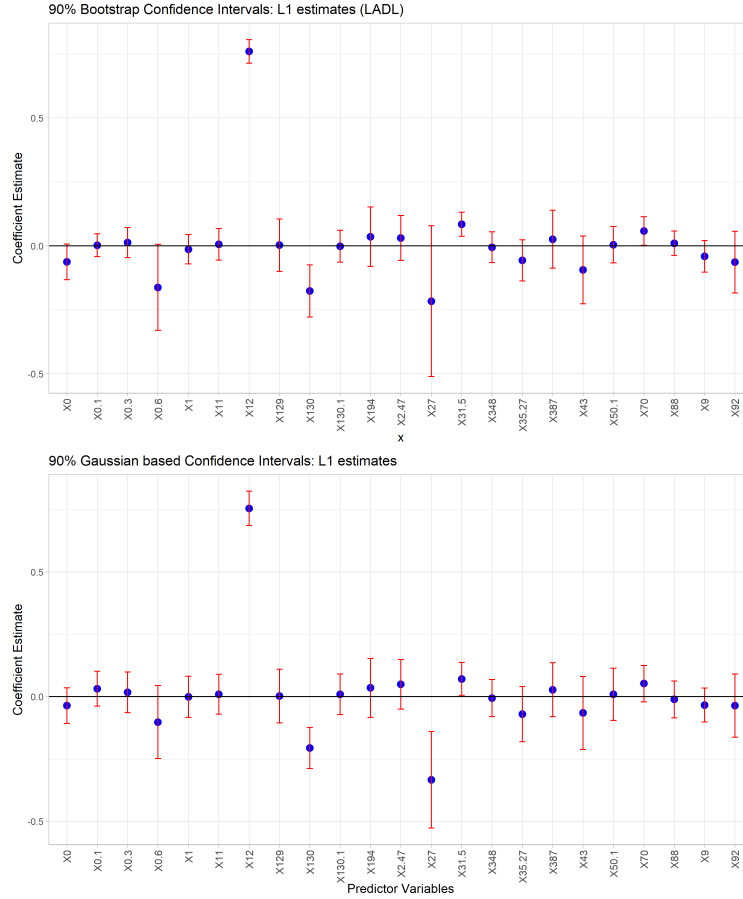 90% Bootstrap Confidence Intervals: L1 estimates (LADL)
Coefficient Estimate
0.5
0.0
-0.5
X0 X0.1 X0.3 X0.6 X1 X11 X12 X129 X130 X130.1 X194 X2.47 X27 X31.5 X348 X35.27 X387 X43 X50.1 X70 X88 X9 X92
x
90% Gaussian based Confidence Intervals: L1 estimates
Coefficient Estimate
0.5
0.0
-0.5
X0 X0.1 X0.3 X0.6 X1 X11 X12 X129 X130 X130.1 X194 X2.47 X27 X31.5 X348 X35.27 X387 X43 X50.1 X70 X88 X9 X92
Predictor Variables